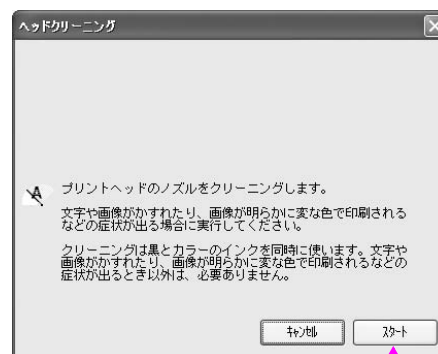 ヘッドクリーニング
プリントヘッドのノズルをクリーニングします。
文字や画像がかすれたり、画像が明らかに変な色で印刷される
などの症状が出る場合に実行してください。
クリーニングは黒とカラーのインクを同時に使います。文字や
画像がかすれたり、画像が明らかに変な色で印刷されるなどの
症状が出るとき以外は、必要ありません。
キャンセル
スタート